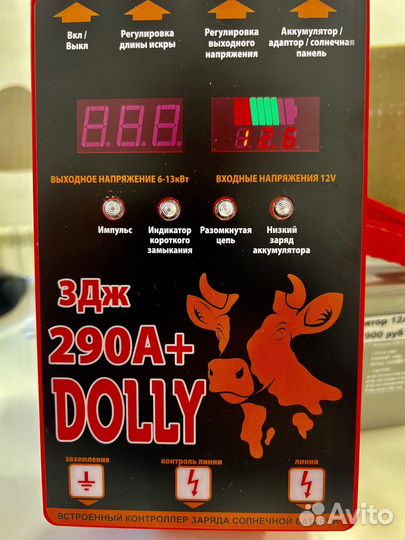 Вкл /
Выкл
Регулировка
длины искры
Регулировка
выходного
напряжения
Аккумулятор /
адаптор / солнечная
панель
8.8.8.
12.6
ВЫХОДНОЕ НАПРЯЖЕНИЕ 6-13кВт
ВХОДНЫЕ НАПРЯЖЕНИЯ 12V
Импульс
Индикатор
короткого
замыкания
Разомкнутая
цепь
Низкий
заряд
аккумулятора
3Дж
290A+
DOLLY
заземление
контроль линии
линия
ВСТРОЕННЫЙ КОНТРОЛЛЕР ЗАРЯДА СОЛНЕЧНОЙ
900 руб
Avito